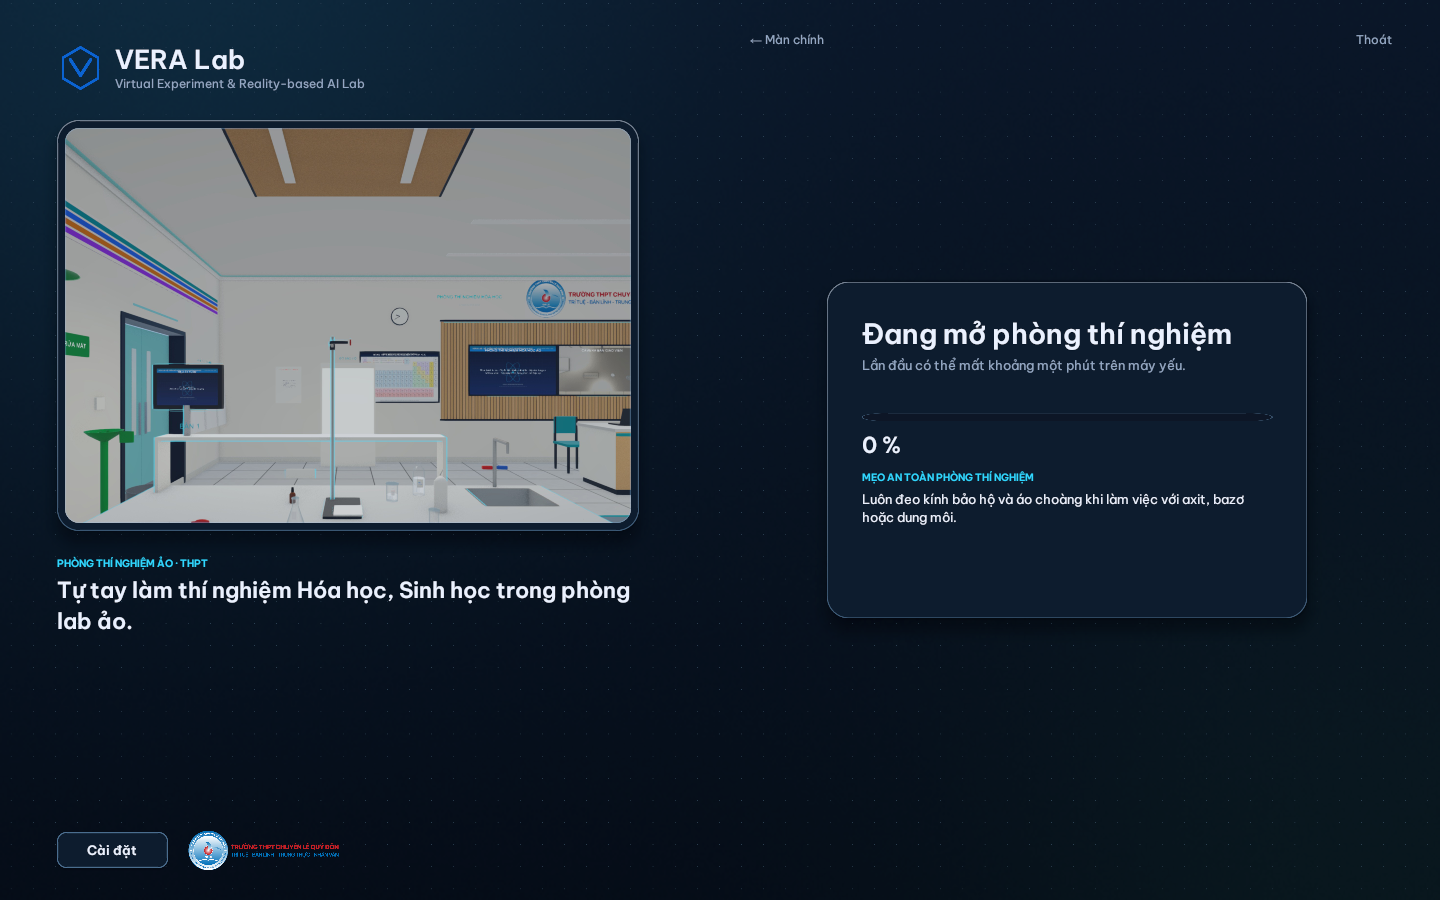 VERA Lab
Virtual Experiment & Reality-based AI Lab
← Màn chính
Thoát
TRƯỜNG THPT CHUY
PHÒNG THÍ NGHIỆM ẢO · THPT
Tự tay làm thí nghiệm Hóa học, Sinh học trong phòng
lab ảo.
Đang mở phòng thí nghiệm
Lần đầu có thể mất khoảng một phút trên máy yếu.
0 %
MẸO AN TOÀN PHÒNG THÍ NGHIỆM
Luôn đeo kính bảo hộ và áo choàng khi làm việc với axit, bazơ
hoặc dung môi.
Cài đặt
TRƯỜNG THPT CHUYÊN LÊ QUÝ ĐÔN